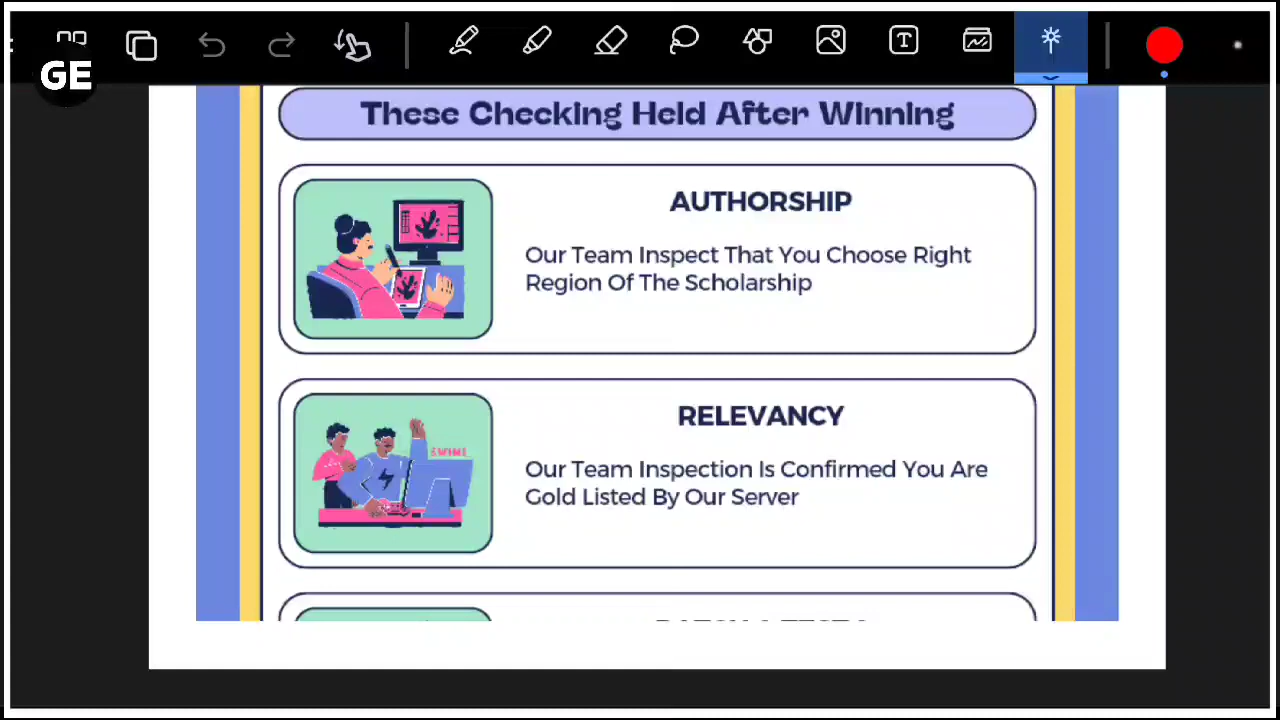 GE
These Checking Held After Winning
AUTHORSHIP
Our Team Inspect That You Choose Right
Region Of The Scholarship
RELEVANCY
Our Team Inspection Is Confirmed You Are
Gold Listed By Our Server